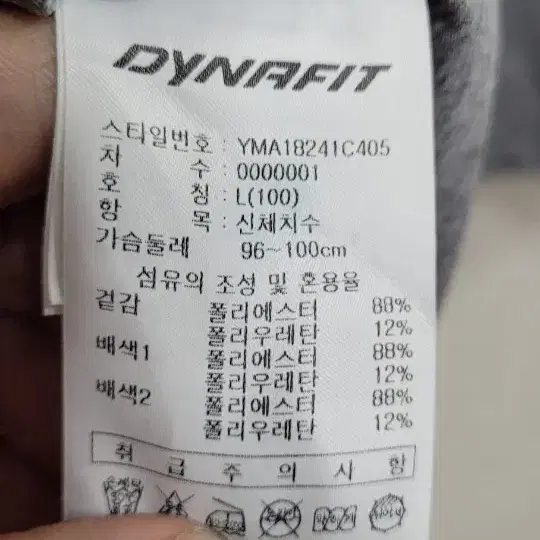 DYNAFIT
스타일번호 : YMA18241C405
차 수 : 0000001
호 칭 : L(100)
항 목 : 신체치수
가슴둘레 96~100cm
섬유의 조성 및 혼용율
겉감 폴리에스터 88%
폴리우레탄 12%
배색1 폴리에스터 88%
폴리우레탄 12%
배색2 폴리에스터 88%
폴리우레탄 12%
취 급 주 의 사 항